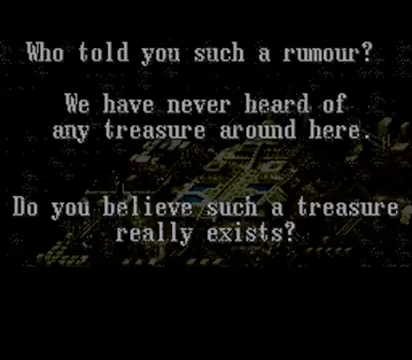 Who told you such a rumour?
We have never heard of
any treasure around here.
Do you believe such a treasure
really exists?